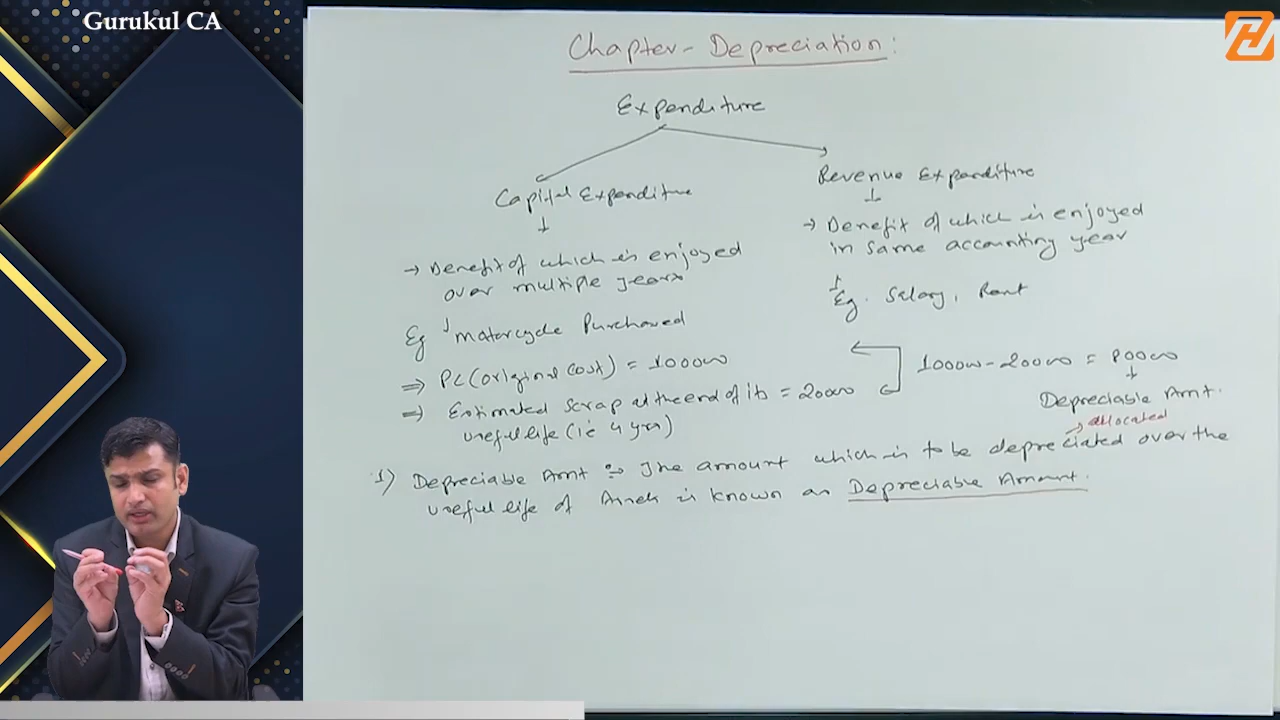 Gurukul CA
Chapter - Depreciation :
Expenditure
Capital Expenditure
→ Benefit of which is enjoyed
over multiple years
Eg motorcycle Purchased
⇒ PC (original Cost) = 100000
⇒ Estimated Scrap at the end of its = 20000
useful life (i.e 4 yrs)
Revenue Expenditure
→ Benefit of which is enjoyed
in same accounting year
Eg. Salary, Rent
100000 - 20000 = 80000
Depreciable Amt.
allocated
1) Depreciable Amt :→ The amount which is to be depreciated over the
useful life of Assets is known as Depreciable Amount.